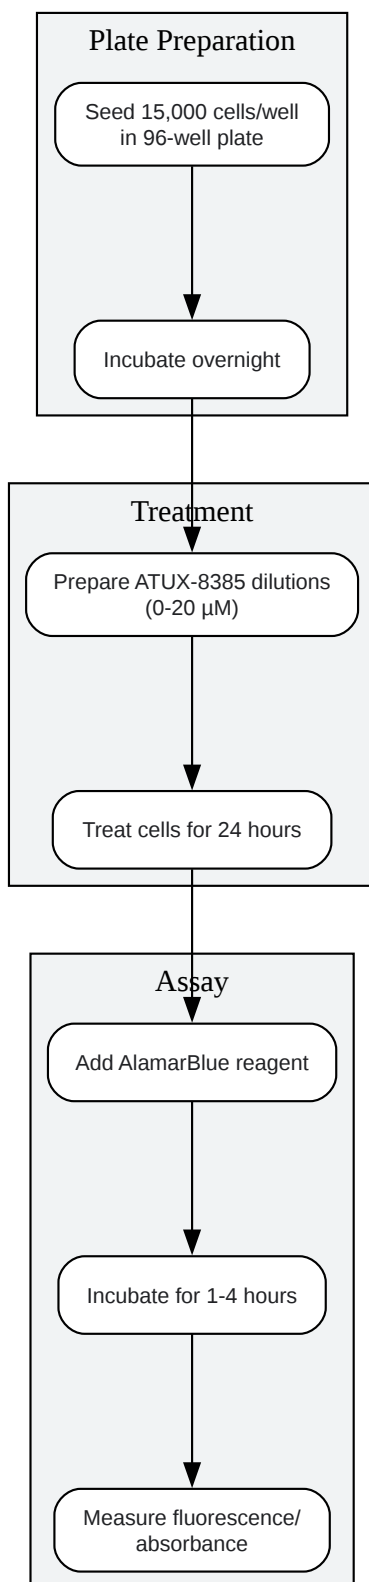 Plate Preparation
Seed 15,000 cells/well
in 96-well plate
Incubate overnight
Treatment
Prepare ATUX-8385 dilutions
(0-20 µM)
Treat cells for 24 hours
Assay
Add AlamarBlue reagent
Incubate for 1-4 hours
Measure fluorescence/
absorbance